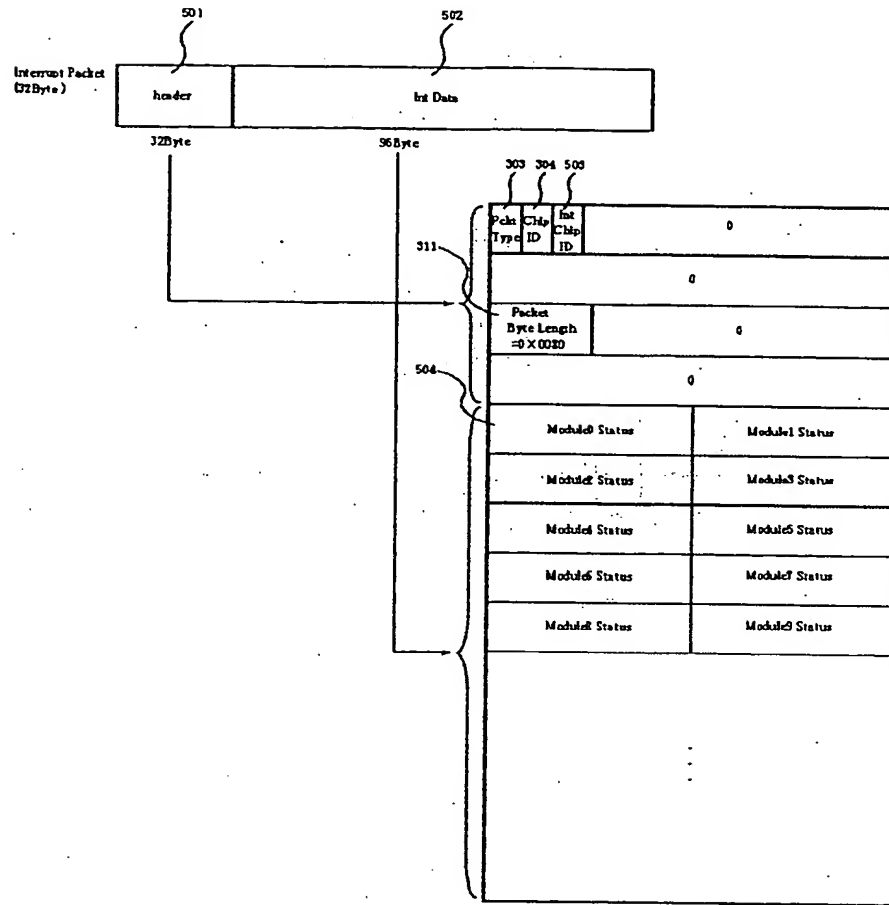 501
502
Interrupt Packet
(32Byte)
header
Int Data
32Byte
96Byte
303
304
503
Pckt
Type
Chip
ID
Int
Chip
ID
0
311
0
Packet
Byte Length
=0X0080
0
504
0
Module0 Status
Module1 Status
Module2 Status
Module3 Status
Module4 Status
Module5 Status
Module6 Status
Module7 Status
Module8 Status
Module9 Status